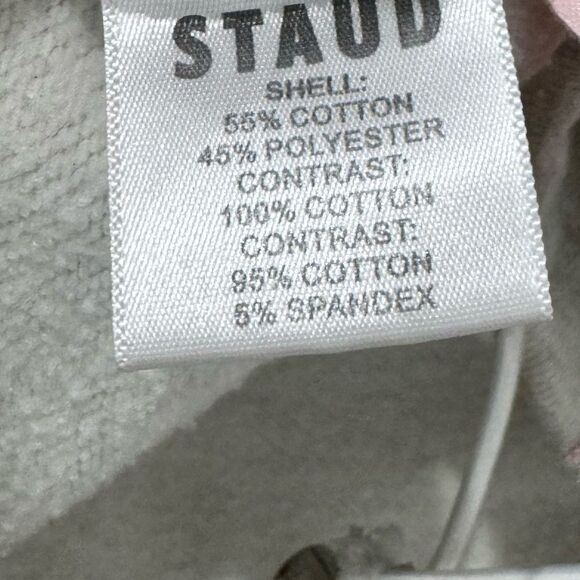 STAUD
SHELL:
55% COTTON
45% POLYESTER
CONTRAST:
100% COTTON
CONTRAST:
95% COTTON
5% SPANDEX